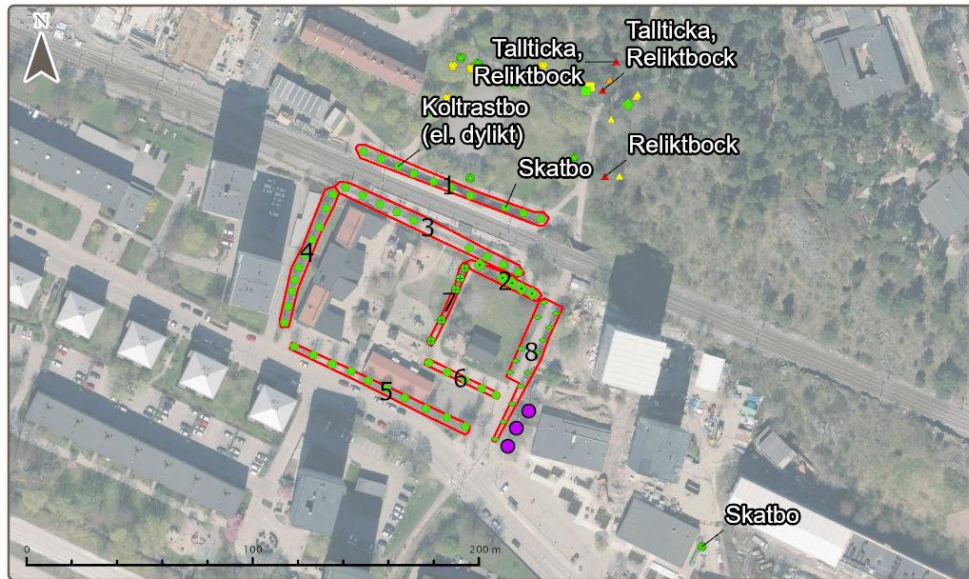 N
Tallticka,
Reliktbock
Tallticka,
Reliktbock
Koltrastbo
(el. dylikt)
Skatbo
Reliktbock
1
3
4
2
7
8
6
5
Skatbo
0
100
200 m